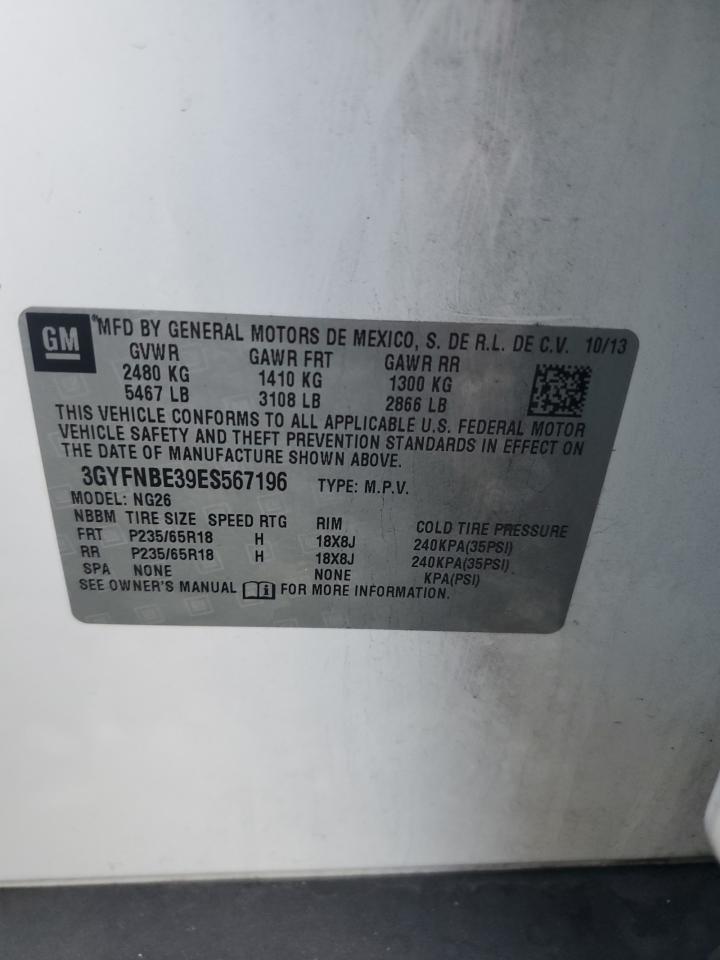 GM
MFD BY GENERAL MOTORS DE MEXICO, S. DE R.L. DE C.V. 10/13
GVWR GAWR FRT GAWR RR
2480 KG 1410 KG 1300 KG
5467 LB 3108 LB 2866 LB
THIS VEHICLE CONFORMS TO ALL APPLICABLE U.S. FEDERAL MOTOR
VEHICLE SAFETY AND THEFT PREVENTION STANDARDS IN EFFECT ON
THE DATE OF MANUFACTURE SHOWN ABOVE.
3GYFNBE39ES567196 TYPE: M.P.V.
MODEL: NG26
NBBM TIRE SIZE SPEED RTG RIM COLD TIRE PRESSURE
FRT P235/65R18 H 18X8J 240KPA(35PSI)
RR P235/65R18 H 18X8J 240KPA(35PSI)
SPA NONE NONE KPA(PSI)
SEE OWNER'S MANUAL FOR MORE INFORMATION.